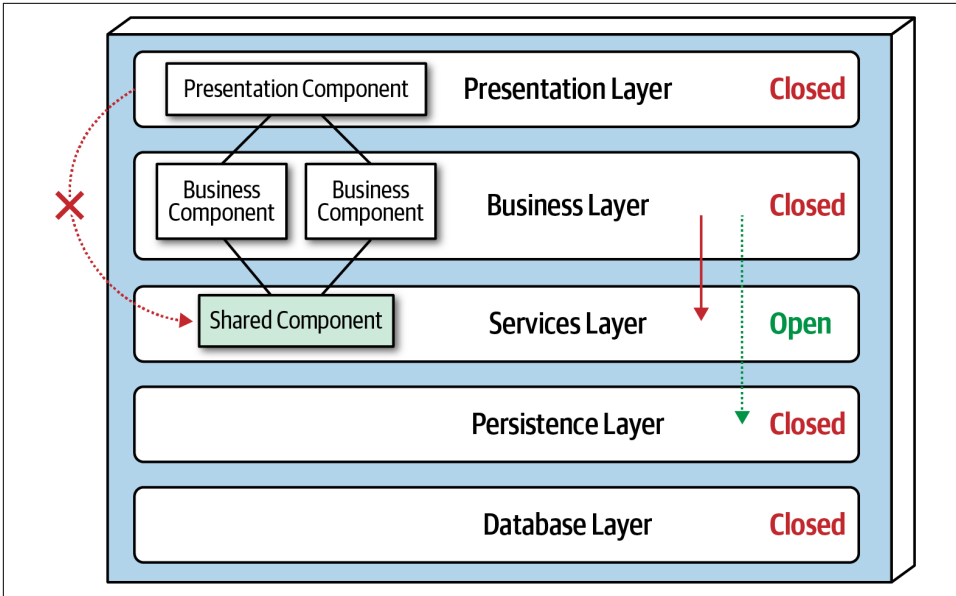 Presentation Component
Presentation Layer
Closed
Business
Component
Business
Component
Business Layer
Closed
Shared Component
Services Layer
Open
Persistence Layer
Closed
Database Layer
Closed